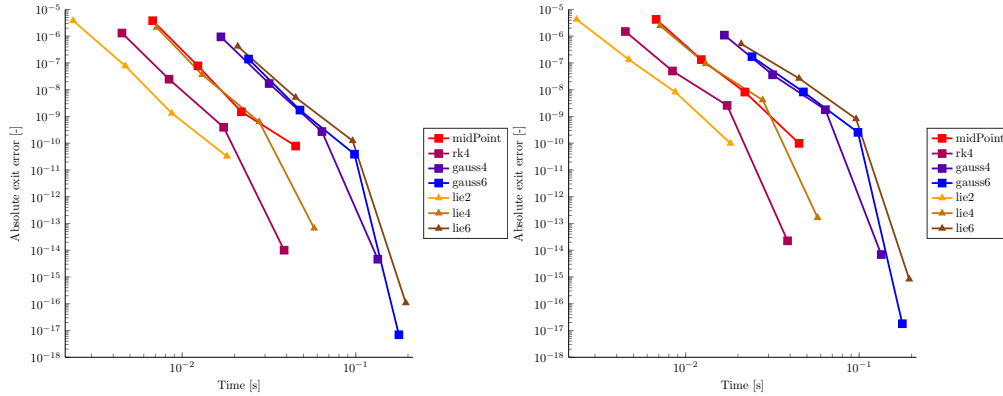 10^-5
10^-6
10^-7
10^-8
10^-9
10^-10
10^-11
10^-12
10^-13
10^-14
10^-15
10^-16
10^-17
10^-18
Absolute exit error [-]
10^-2
10^-1
Time [s]
midPoint
rk4
gauss4
gauss6
lie2
lie4
lie6
10^-5
10^-6
10^-7
10^-8
10^-9
10^-10
10^-11
10^-12
10^-13
10^-14
10^-15
10^-16
10^-17
10^-18
Absolute exit error [-]
10^-2
10^-1
Time [s]
midPoint
rk4
gauss4
gauss6
lie2
lie4
lie6